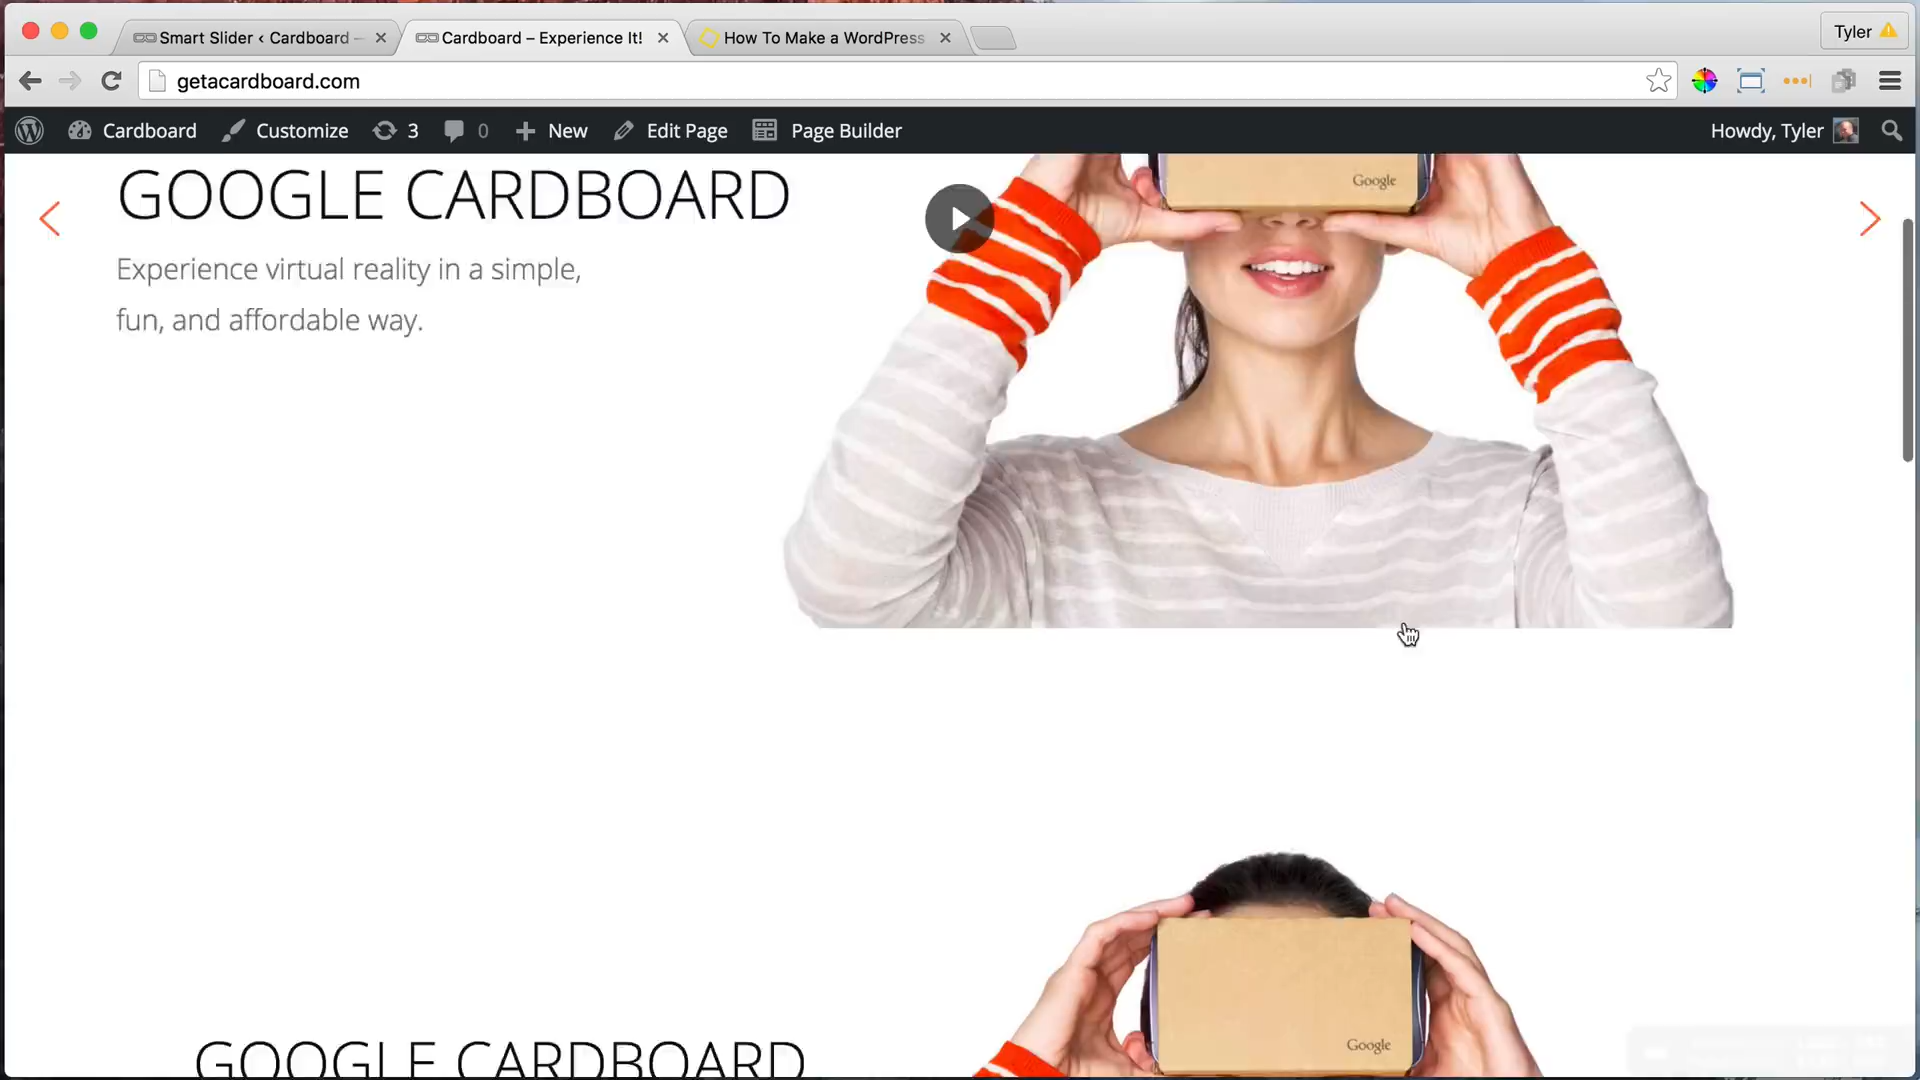 Smart Slider ‹ Cardboard –
Cardboard – Experience It!
How To Make a WordPress
Tyler
getacardboard.com
Cardboard
Customize
3
0
New
Edit Page
Page Builder
Howdy, Tyler
GOOGLE CARDBOARD
Google
Experience virtual reality in a simple,
fun, and affordable way.
GOOGLE CARDBOARD
Google